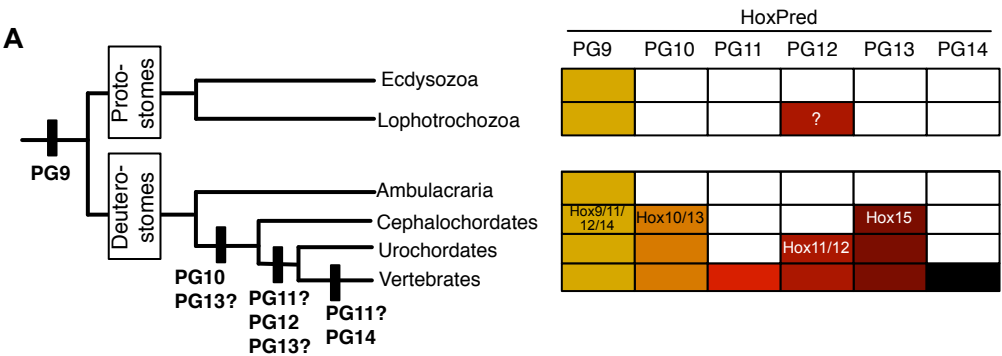 A
HoxPred
PG9 PG10 PG11 PG12 PG13 PG14
Proto-
stomes
Ecdysozoa
Lophotrochozoa
?
PG9
Deutero-
stomes
Ambulacraria
Cephalochordates
Hox9/11/
12/14
Hox10/13
Hox15
Urochordates
Hox11/12
Vertebrates
PG10
PG13?
PG11?
PG12
PG13?
PG11?
PG14